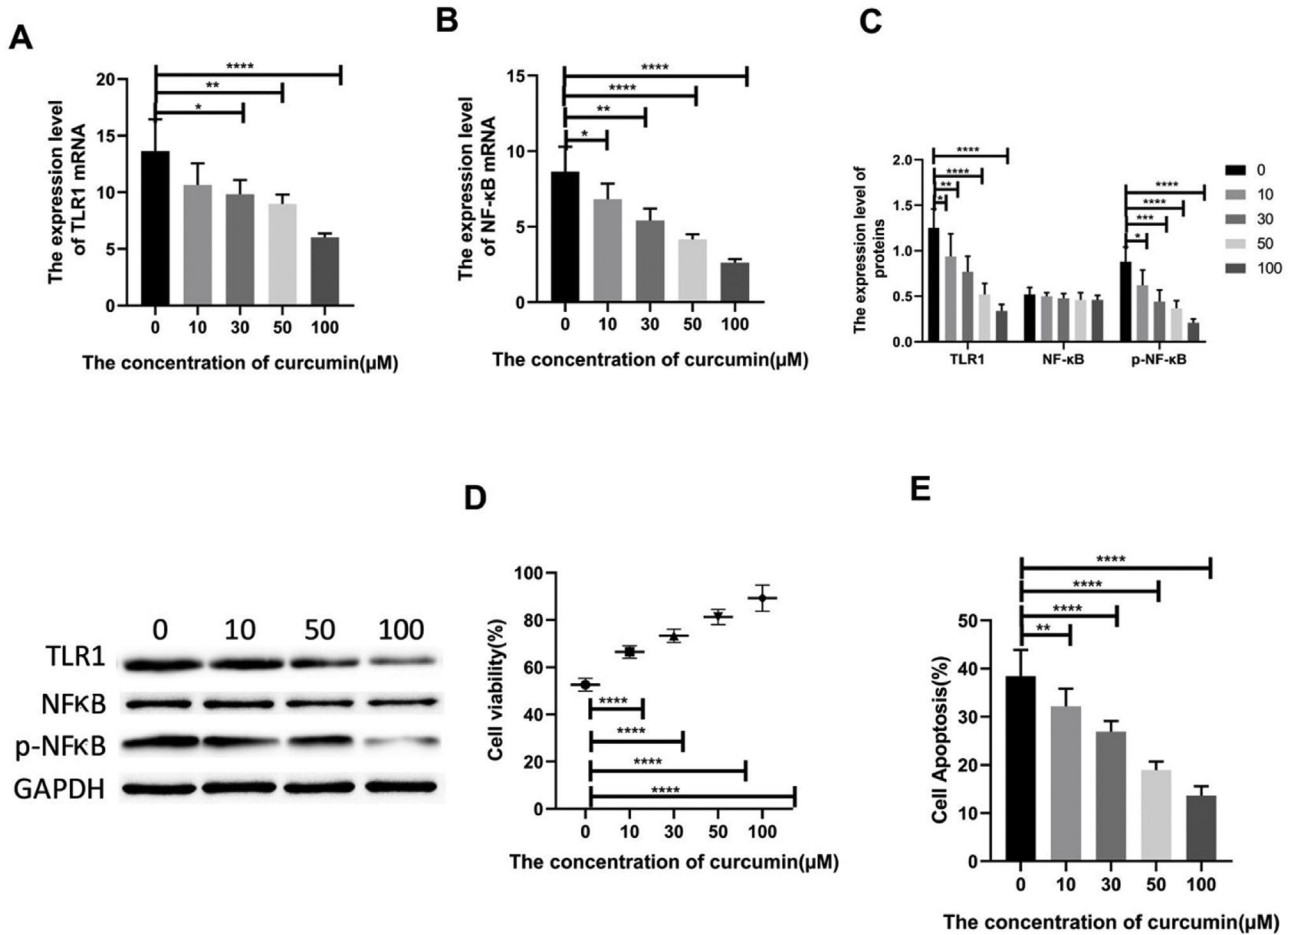 A
The expression level
of TLR1 mRNA
20
15
10
5
0
****
**
*
0 10 30 50 100
The concentration of curcumin(μM)
B
The expression level
of NF-κB mRNA
15
10
5
0
****
****
**
*
0 10 30 50 100
The concentration of curcumin(μM)
C
The expression level of
proteins
2.0
1.5
1.0
0.5
0.0
****
****
**
*
****
****
***
*
TLR1 NF-κB p-NF-κB
0
10
30
50
100
0 10 50 100
TLR1
NFκB
p-NFκB
GAPDH
D
Cell viability(%)
100
80
60
40
20
0
****
****
****
****
0 10 30 50 100
The concentration of curcumin(μM)
E
Cell Apoptosis(%)
50
40
30
20
10
0
****
****
****
**
0 10 30 50 100
The concentration of curcumin(μM)